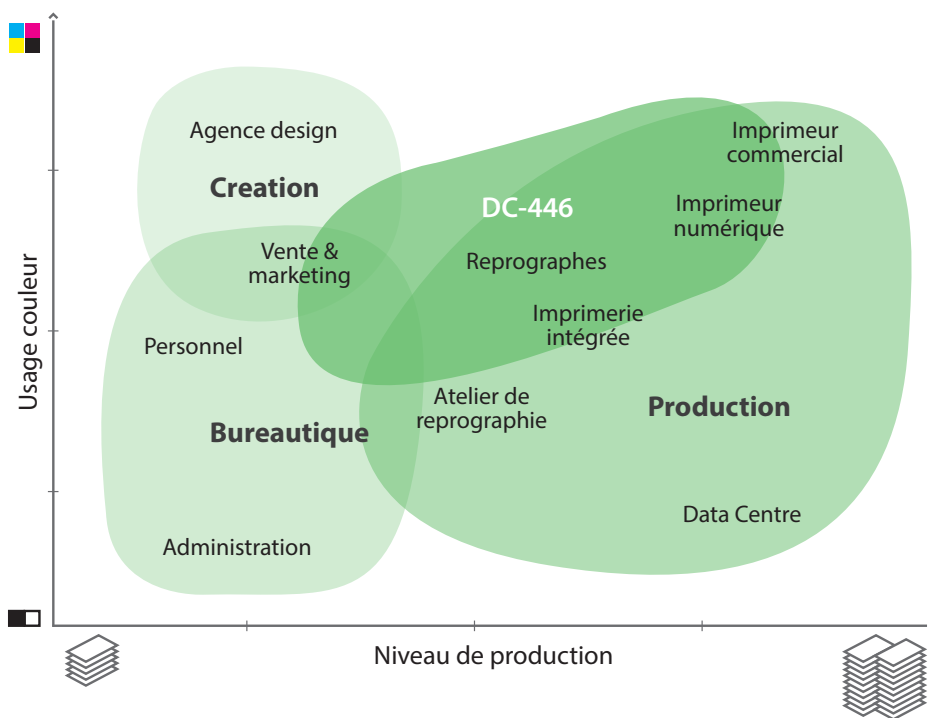 Agence design
Creation
Vente &
marketing
Personnel
Bureautique
Administration
DC-446
Reprographes
Imprimerie
intégrée
Atelier de
reprographie
Imprimeur
commercial
Imprimeur
numérique
Production
Data Centre
Usage couleur
Niveau de production